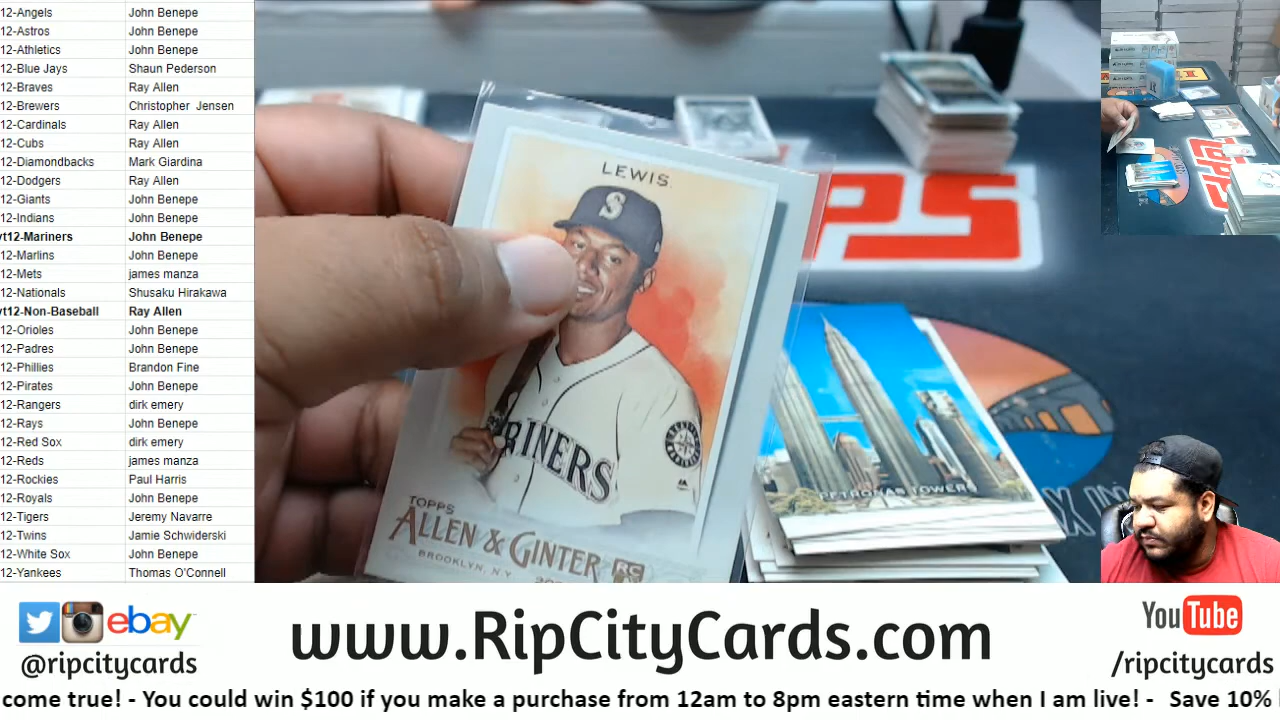 12-Angels John Benepe
12-Astros John Benepe
12-Athletics John Benepe
12-Blue Jays Shaun Pederson
12-Braves Ray Allen
12-Brewers Christopher Jensen
12-Cardinals Ray Allen
12-Cubs Ray Allen
12-Diamondbacks Mark Giardina
12-Dodgers Ray Allen
12-Giants John Benepe
12-Indians John Benepe
yt12-Mariners John Benepe
12-Marlins John Benepe
12-Mets james manza
12-Nationals Shusaku Hirakawa
yt12-Non-Baseball Ray Allen
12-Orioles John Benepe
12-Padres John Benepe
12-Phillies Brandon Fine
12-Pirates John Benepe
12-Rangers dirk emery
12-Rays John Benepe
12-Red Sox dirk emery
12-Reds james manza
12-Rockies Paul Harris
12-Royals John Benepe
12-Tigers Jeremy Navarre
12-Twins Jamie Schwiderski
12-White Sox John Benepe
12-Yankees Thomas O'Connell
LEWIS
S
RINERS
TOPPS
ALLEN & GINTER
BROOKLYN, N.Y.
RC
PS
PETRONAS TOWERS
TOPPS
ebay
@ripcitycards
www.RipCityCards.com
YouTube
/ripcitycards
come true! - You could win $100 if you make a purchase from 12am to 8pm eastern time when I am live! - Save 10%